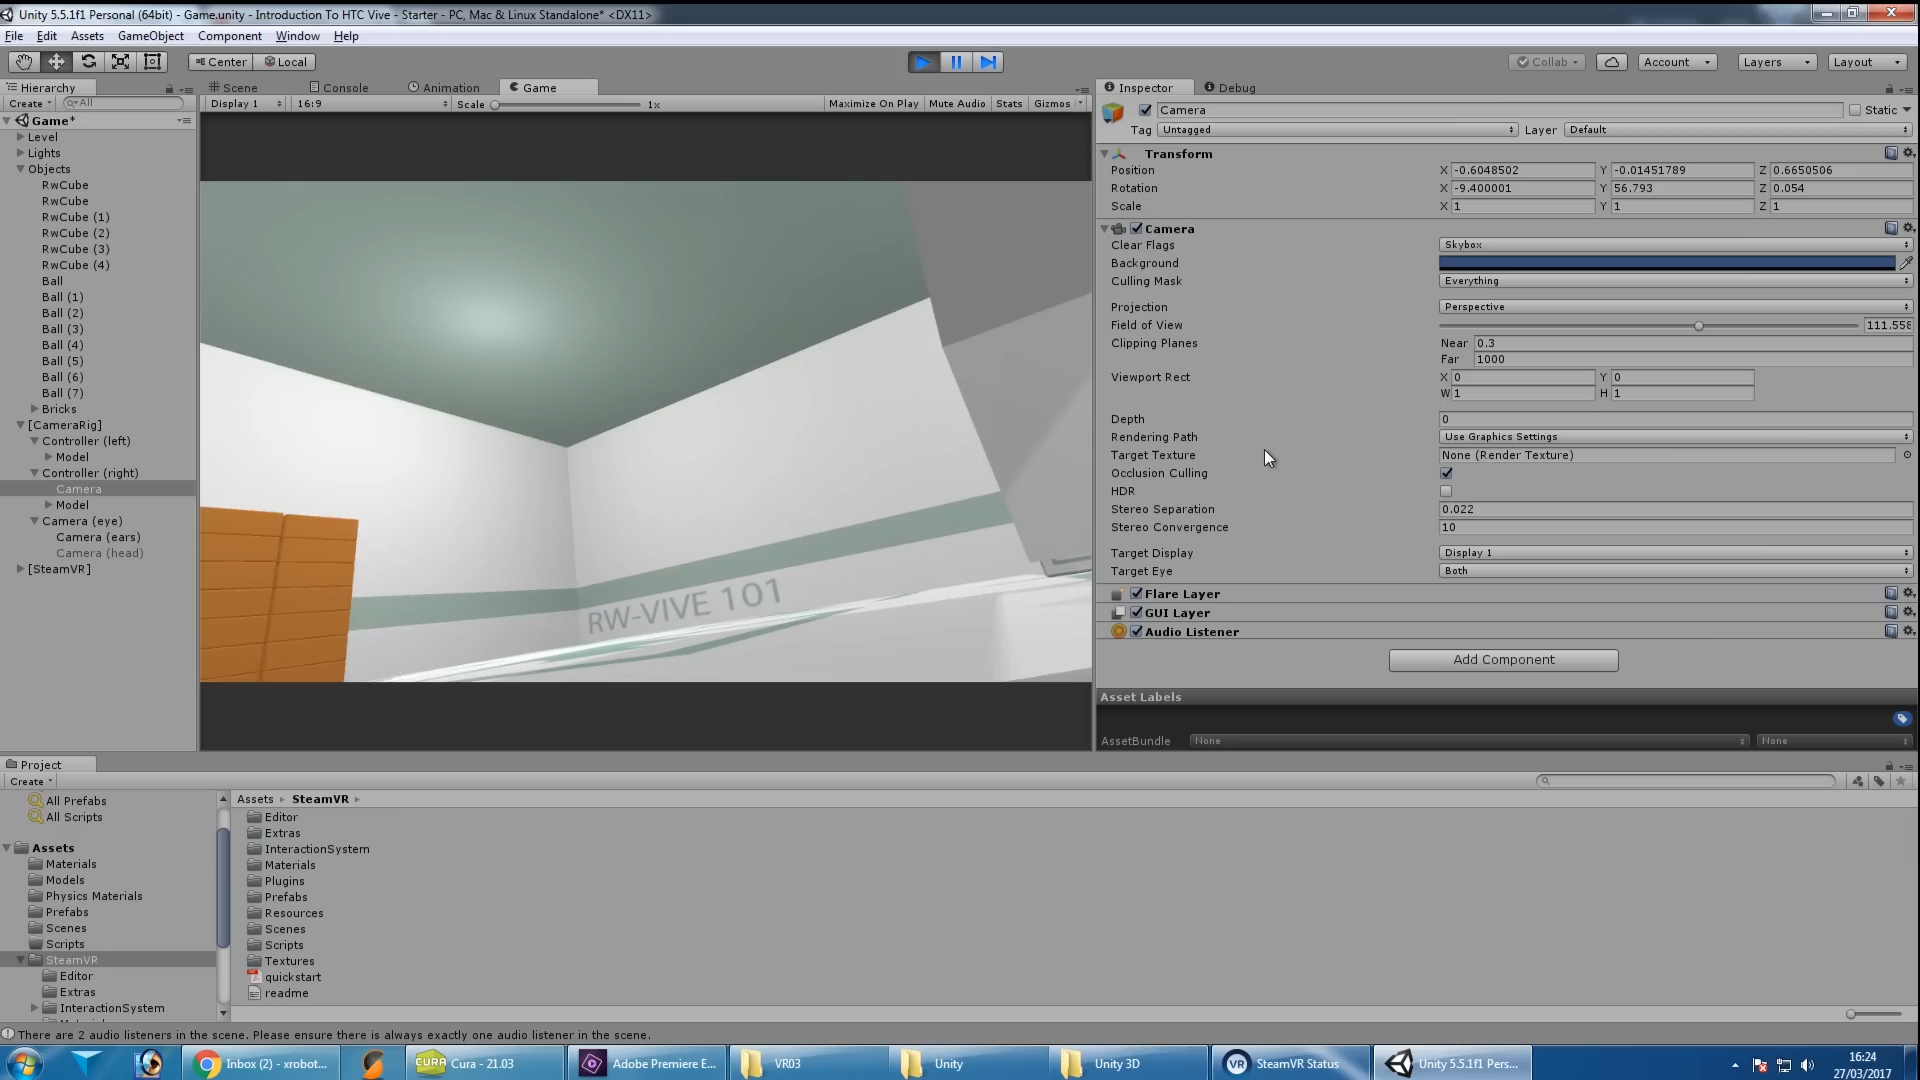 Unity 5.5.1f1 Personal (64bit) - Game.unity - Introduction To HTC Vive - Starter - PC, Mac & Linux Standalone* <DX11>
File Edit Assets GameObject Component Window Help
Center Local Collab Account Layers Layout
Hierarchy
Create All
Game*
Level
Lights
Objects
RwCube
RwCube
RwCube (1)
RwCube (2)
RwCube (3)
RwCube (4)
Ball
Ball (1)
Ball (2)
Ball (3)
Ball (4)
Ball (5)
Ball (6)
Ball (7)
Bricks
[CameraRig]
Controller (left)
Model
Controller (right)
Camera
Model
Camera (eye)
Camera (ears)
Camera (head)
[SteamVR]
Scene Console Animation Game
Display 1 16:9 Scale 1x Maximize On Play Mute Audio Stats Gizmos
RW-VIVE 101
Inspector Debug
Camera Static
Tag Untagged Layer Default
Transform
Position X -0.6048502 Y -0.01451789 Z 0.6650506
Rotation X -9.400001 Y 56.793 Z 0.054
Scale X 1 Y 1 Z 1
Camera
Clear Flags Skybox
Background
Culling Mask Everything
Projection Perspective
Field of View 111.558
Clipping Planes Near 0.3
Far 1000
Viewport Rect X 0 Y 0
W 1 H 1
Depth 0
Rendering Path Use Graphics Settings
Target Texture None (Render Texture)
Occlusion Culling
HDR
Stereo Separation 0.022
Stereo Convergence 10
Target Display Display 1
Target Eye Both
Flare Layer
GUI Layer
Audio Listener
Add Component
Asset Labels
AssetBundle None None
Project
Create
All Prefabs
All Scripts
Assets
Materials
Models
Physics Materials
Prefabs
Scenes
Scripts
SteamVR
Editor
Extras
InteractionSystem
Assets SteamVR
Editor
Extras
InteractionSystem
Materials
Plugins
Prefabs
Resources
Scenes
Scripts
Textures
quickstart
readme
There are 2 audio listeners in the scene. Please ensure there is always exactly one audio listener in the scene.
Inbox (2) - xrobot... CURA Cura - 21.03 Adobe Premiere E... VR03 Unity Unity 3D VR SteamVR Status Unity 5.5.1f1 Pers... 16:24
27/03/2017